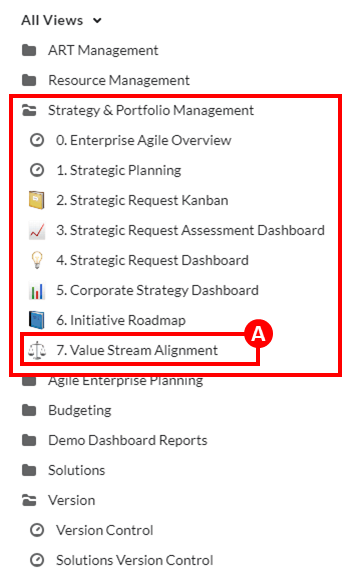 All Views
ART Management
Resource Management
Strategy & Portfolio Management
0. Enterprise Agile Overview
1. Strategic Planning
2. Strategic Request Kanban
3. Strategic Request Assessment Dashboard
4. Strategic Request Dashboard
5. Corporate Strategy Dashboard
6. Initiative Roadmap
A
7. Value Stream Alignment
Agile Enterprise Planning
Budgeting
Demo Dashboard Reports
Solutions
Version
Version Control
Solutions Version Control